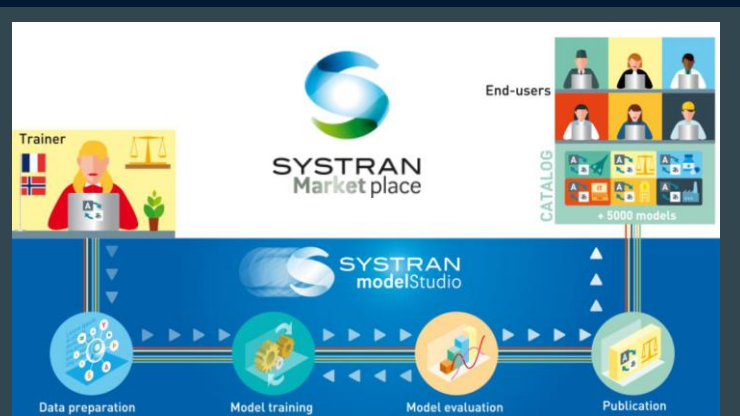 Trainer
SYSTRAN
Market place
End-users
CATALOG
+ 5000 models
SYSTRAN
modelStudio
Data preparation
Model training
Model evaluation
Publication